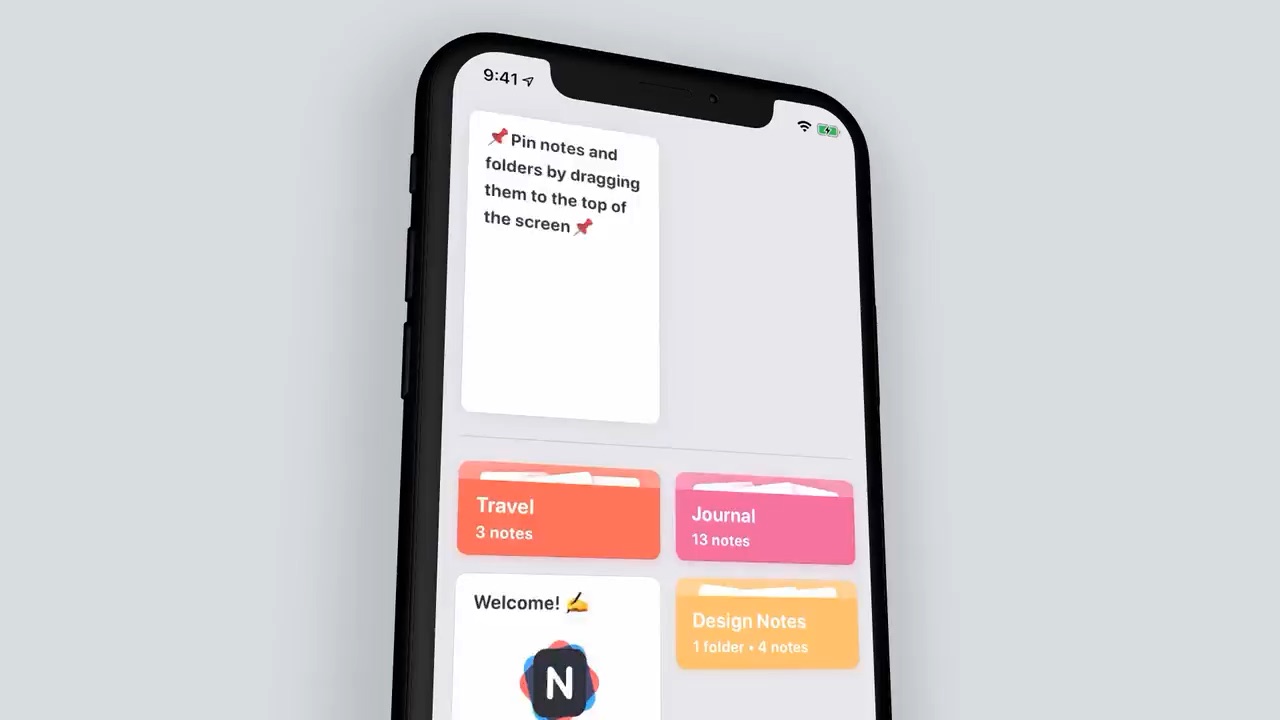 9:41
📌 Pin notes and
folders by dragging
them to the top of
the screen 📌
Travel
3 notes
Journal
13 notes
Welcome! ✍️
N
Design Notes
1 folder • 4 notes